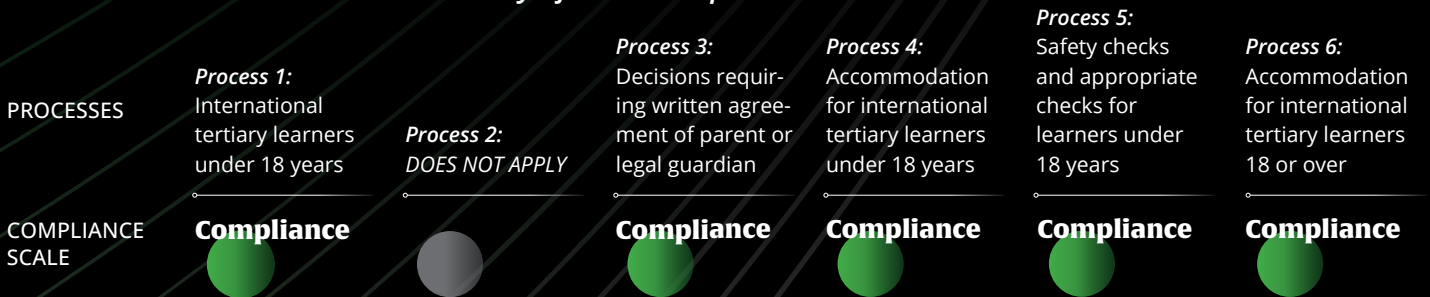 PROCESSES
Process 1:
International
tertiary learners
under 18 years
Process 2:
DOES NOT APPLY
Process 3:
Decisions requir-
ing written agree-
ment of parent or
legal guardian
Process 4:
Accommodation
for international
tertiary learners
under 18 years
Process 5:
Safety checks
and appropriate
checks for
learners under
18 years
Process 6:
Accommodation
for international
tertiary learners
18 or over
COMPLIANCE
SCALE
Compliance
Compliance
Compliance
Compliance
Compliance